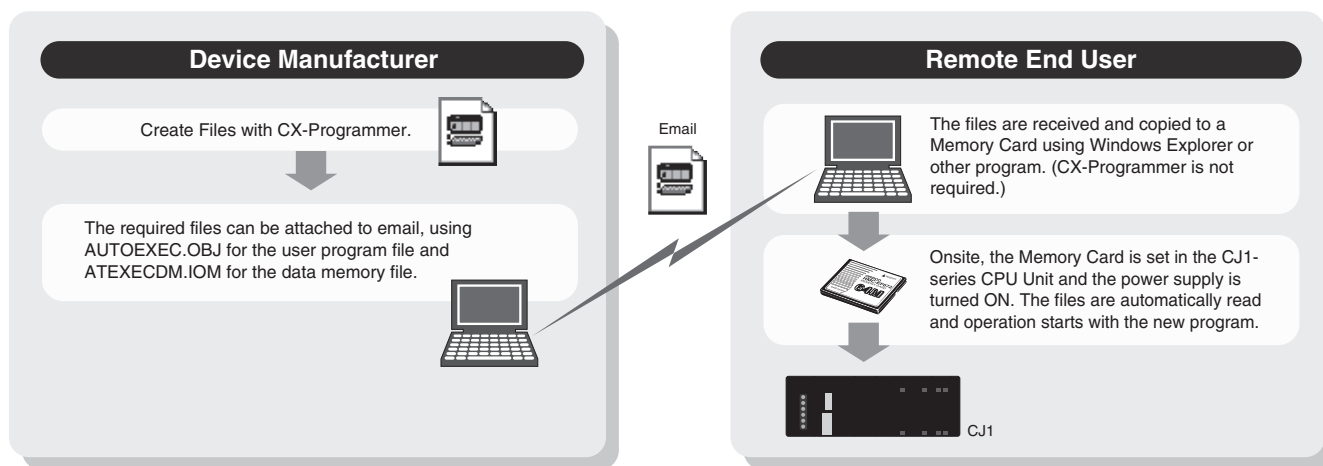 Device Manufacturer
Create Files with CX-Programmer.
The required files can be attached to email, using
AUTOEXEC.OBJ for the user program file and
ATEXECDM.IOM for the data memory file.
Email
Remote End User
The files are received and copied to a
Memory Card using Windows Explorer or
other program. (CX-Programmer is not
required.)
Onsite, the Memory Card is set in the CJ1-
series CPU Unit and the power supply is
turned ON. The files are automatically read
and operation starts with the new program.
64M
CJ1